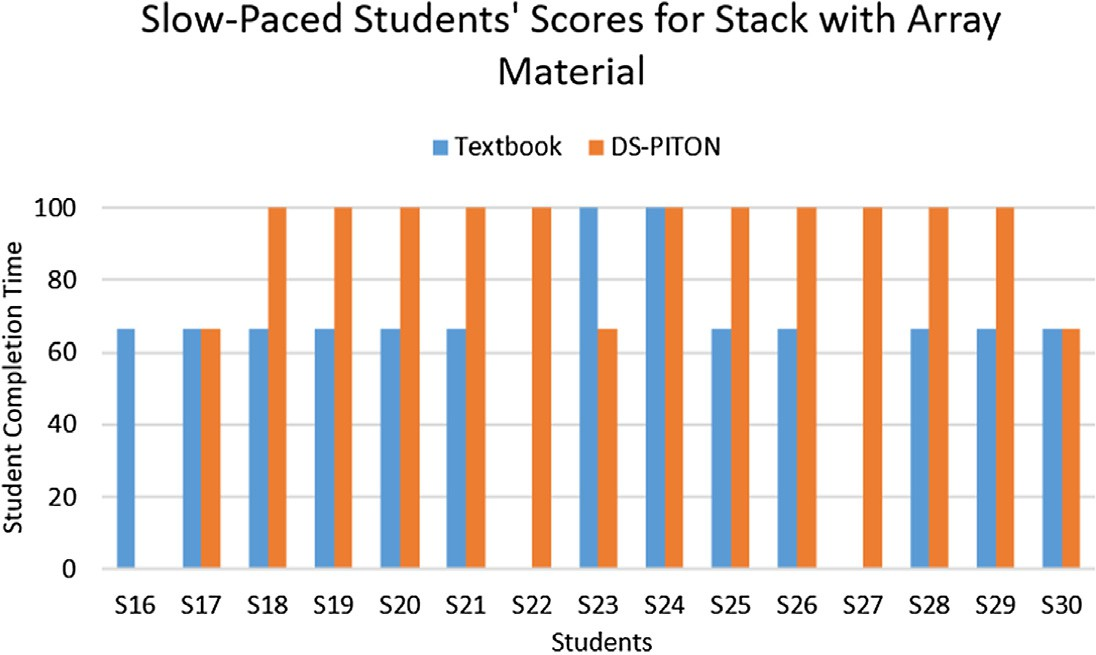 Slow-Paced Students' Scores for Stack with Array
Material
Textbook DS-PITON
100
80
60
40
20
0
Student Completion Time
S16 S17 S18 S19 S20 S21 S22 S23 S24 S25 S26 S27 S28 S29 S30
Students